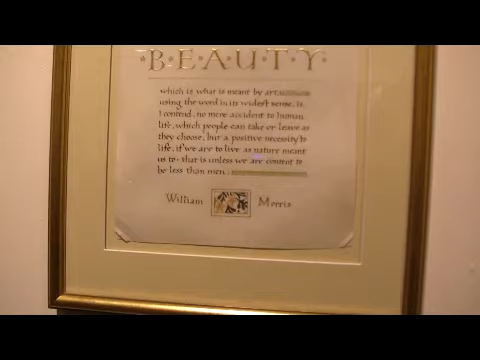 ·B·E·A·U·T·Y·
which is what is meant by art
using the word in its widest sense, is,
I contend, no mere accident to human
life, which people can take or leave as
they choose, but a positive necessity to
life, if we are to live as nature meant
us to - that is unless we are content to
be less than men :
William Morris